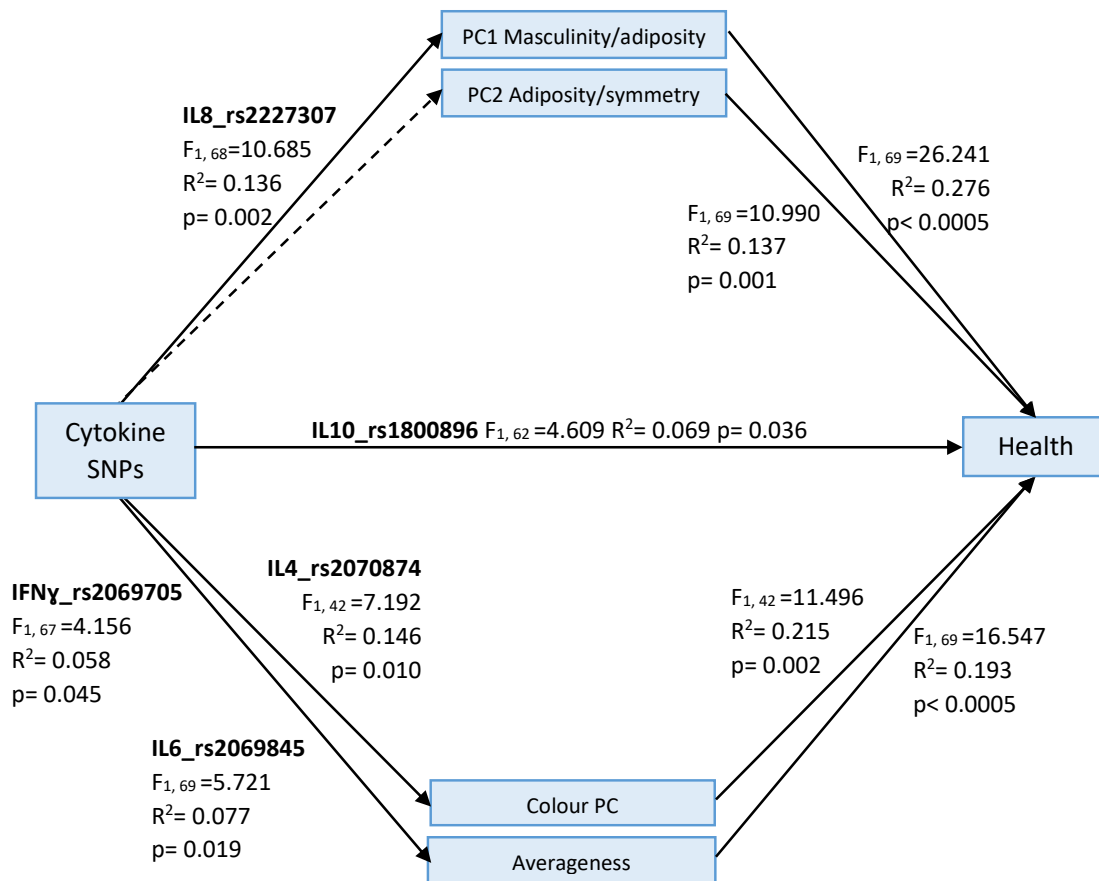 PC1 Masculinity/adiposity
PC2 Adiposity/symmetry
IL8_rs2227307
F1, 68=10.685
R2= 0.136
p= 0.002
F1, 69 =26.241
R2= 0.276
p< 0.0005
F1, 69 =10.990
R2= 0.137
p= 0.001
Cytokine
SNPs
IL10_rs1800896 F1, 62 =4.609 R2= 0.069 p= 0.036
Health
IFNɣ_rs2069705
F1, 67=4.156
R2= 0.058
p= 0.045
IL4_rs2070874
F1, 42 =7.192
R2= 0.146
p= 0.010
F1, 42 =11.496
R2= 0.215
p= 0.002
F1, 69 =16.547
R2= 0.193
p< 0.0005
IL6_rs2069845
F1, 69 =5.721
R2= 0.077
p= 0.019
Colour PC
Averageness